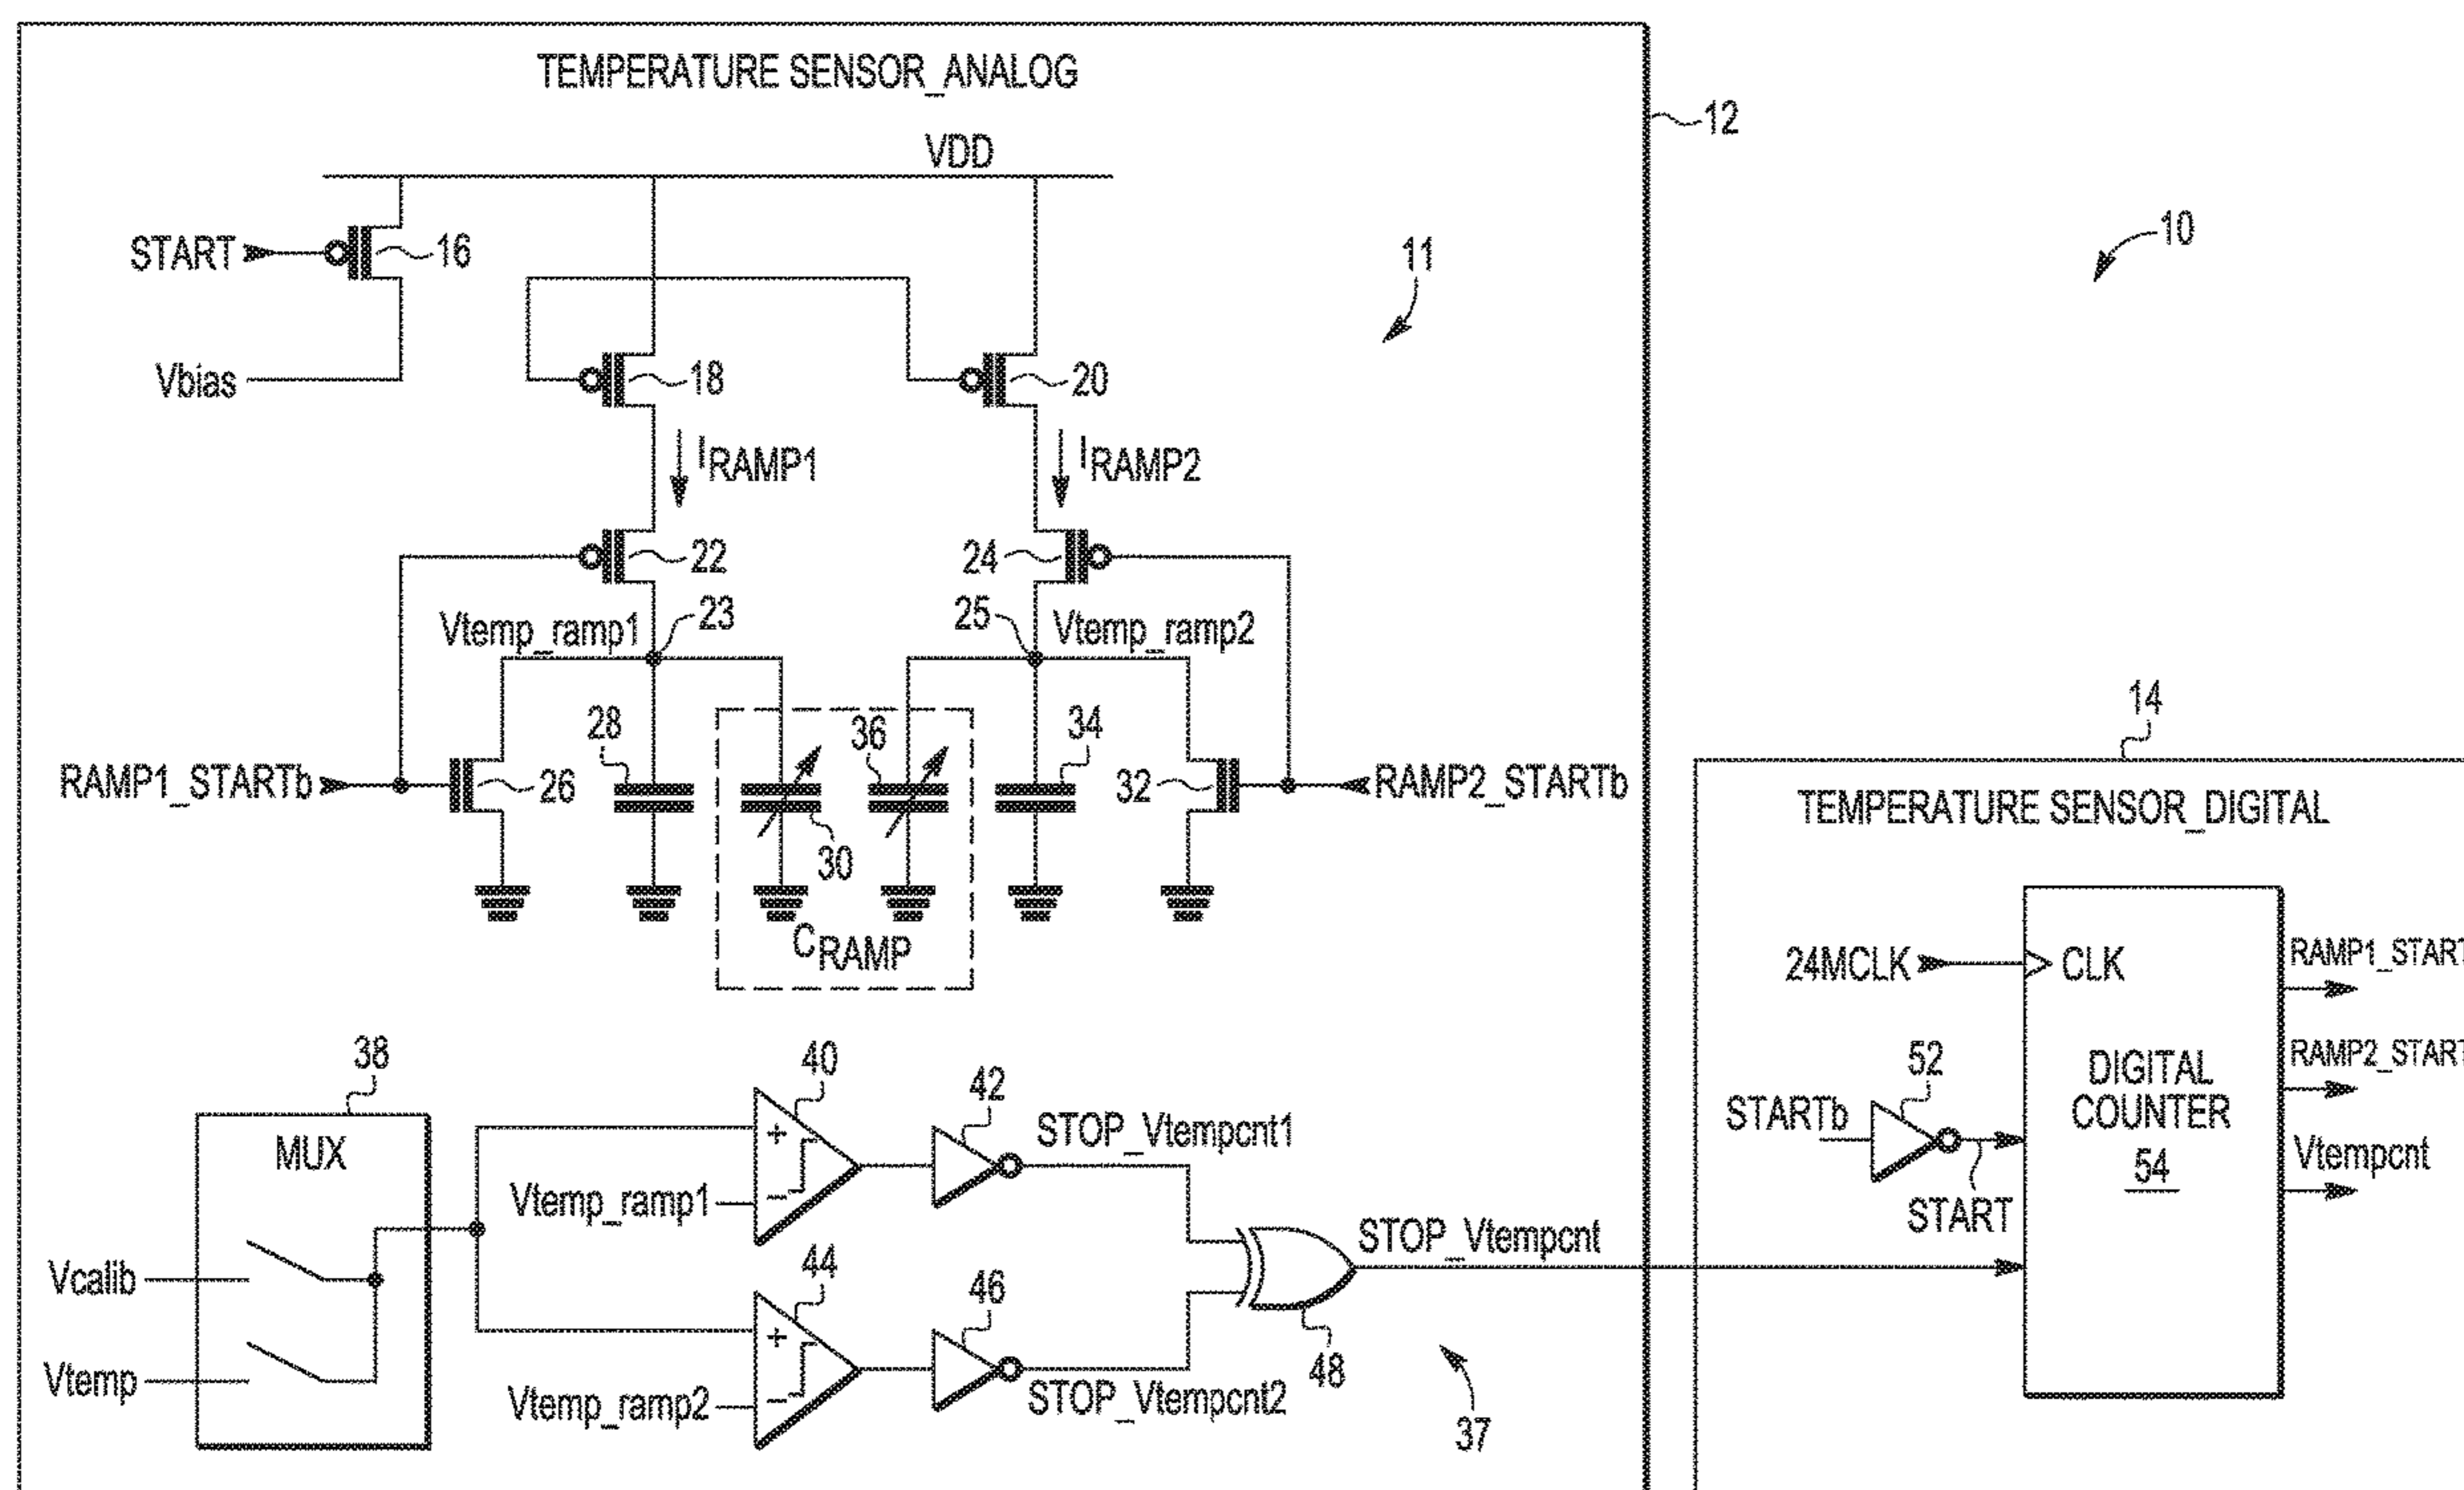 TEMPERATURE SENSOR_ANALOG
12
VDD
START
16
11
10
Vbias
18
20
IRAMP1
IRAMP2
22
24
Vtemp_ramp1
23
25
Vtemp_ramp2
14
28
36
34
RAMP1_STARTb
26
32
RAMP2_STARTb
30
CRAMP
TEMPERATURE SENSOR_DIGITAL
24MCLK
CLK
RAMP1_START
RAMP2_START
38
40
42
52
MUX
STOP_Vtempcnt1
STARTb
DIGITAL
COUNTER
54
Vtempcnt
+
-
Vtemp_ramp1
START
STOP_Vtempcnt
Vcalib
44
46
+
-
48
Vtemp
Vtemp_ramp2
STOP_Vtempcnt2
37